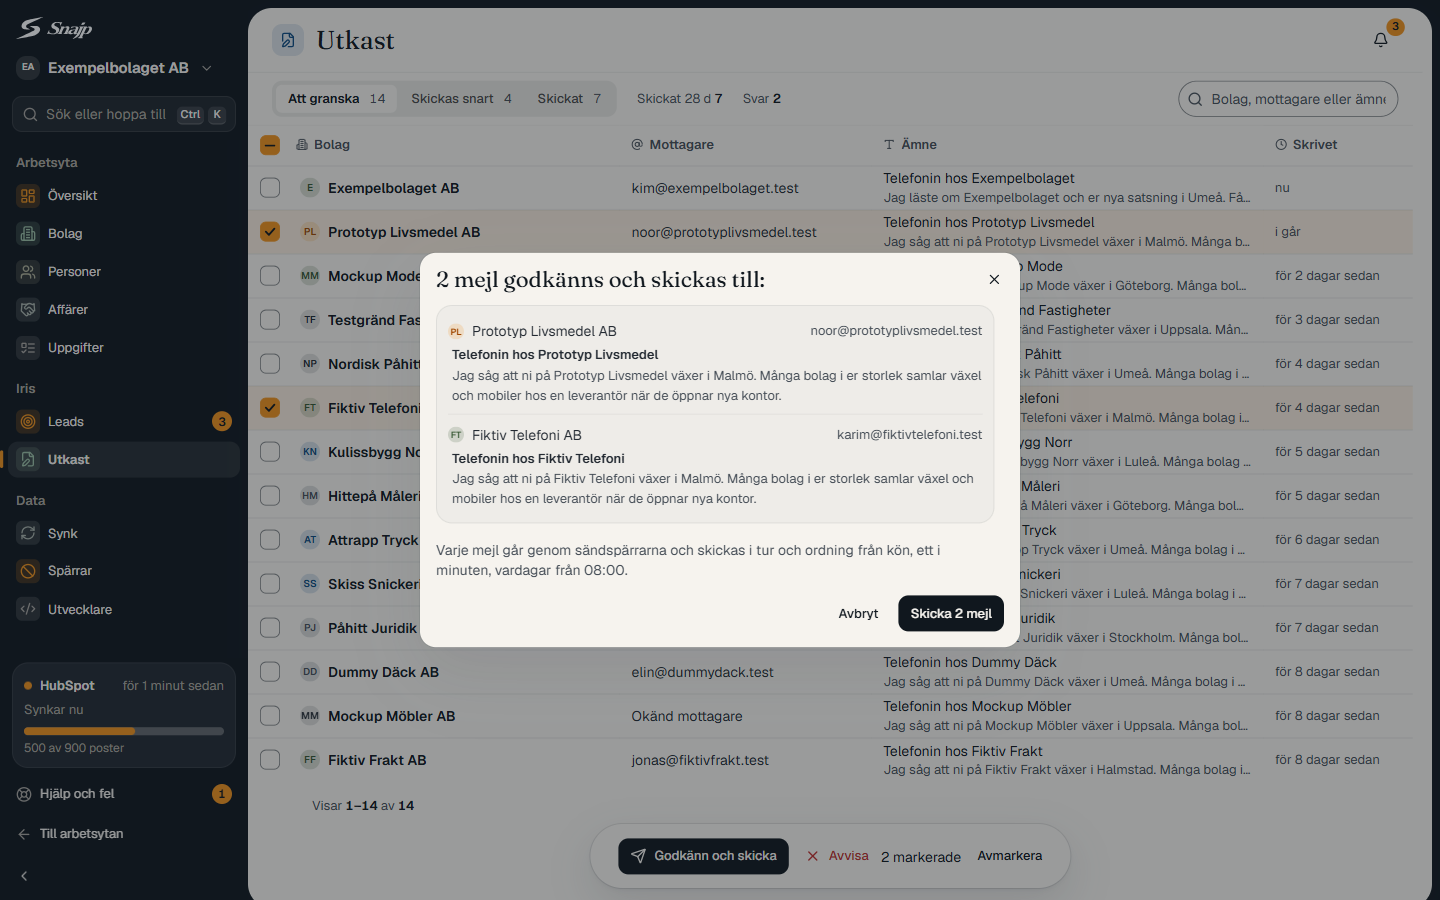 Snajp
EA Exempelbolaget AB
Sök eller hoppa till Ctrl K
Arbetsyta
Översikt
Bolag
Personer
Affärer
Uppgifter
Iris
Leads 3
Utkast
Data
Synk
Spärrar
Utvecklare
HubSpot för 1 minut sedan
Synkar nu
500 av 900 poster
Hjälp och fel 1
Till arbetsytan
Utkast
3
Att granska 14 Skickas snart 4 Skickat 7 Skickat 28 d 7 Svar 2
Bolag, mottagare eller ämne
Bolag Mottagare Ämne Skrivet
E Exempelbolaget AB kim@exempelbolaget.test Telefonin hos Exempelbolaget nu
Jag läste om Exempelbolaget och er nya satsning i Umeå. Få...
PL Prototyp Livsmedel AB noor@prototyplivsmedel.test Telefonin hos Prototyp Livsmedel i går
Jag såg att ni på Prototyp Livsmedel växer i Malmö. Många b...
MM Mockup Mode Mode för 2 dagar sedan
up Mode växer i Göteborg. Många bol...
TF Testgränd Fas nd Fastigheter för 3 dagar sedan
ränd Fastigheter växer i Uppsala. Mån...
NP Nordisk Påhitt Påhitt för 4 dagar sedan
sk Påhitt växer i Umeå. Många bolag i ...
FT Fiktiv Telefoni elefoni för 4 dagar sedan
Telefoni växer i Malmö. Många bolag i...
KN Kulissbygg No ygg Norr för 5 dagar sedan
bygg Norr växer i Luleå. Många bolag ...
HM Hittepå Måleri Måleri för 5 dagar sedan
å Måleri växer i Göteborg. Många bol...
AT Attrapp Tryck Tryck för 6 dagar sedan
p Tryck växer i Umeå. Många bolag i ...
SS Skiss Snickeri nickeri för 7 dagar sedan
Snickeri växer i Luleå. Många bolag i...
PJ Påhitt Juridik uridik för 7 dagar sedan
Juridik växer i Stockholm. Många bol...
DD Dummy Däck AB elin@dummydack.test Telefonin hos Dummy Däck för 8 dagar sedan
Jag såg att ni på Dummy Däck växer i Umeå. Många bolag i ...
MM Mockup Möbler AB Okänd mottagare Telefonin hos Mockup Möbler för 8 dagar sedan
Jag såg att ni på Mockup Möbler växer i Uppsala. Många bol...
FF Fiktiv Frakt AB jonas@fiktivfrakt.test Telefonin hos Fiktiv Frakt för 8 dagar sedan
Jag såg att ni på Fiktiv Frakt växer i Halmstad. Många bolag i...
Visar 1–14 av 14
Godkänn och skicka Avvisa 2 markerade Avmarkera
2 mejl godkänns och skickas till:
PL Prototyp Livsmedel AB noor@prototyplivsmedel.test
Telefonin hos Prototyp Livsmedel
Jag såg att ni på Prototyp Livsmedel växer i Malmö. Många bolag i er storlek samlar växel
och mobiler hos en leverantör när de öppnar nya kontor.
FT Fiktiv Telefoni AB karim@fiktivtelefoni.test
Telefonin hos Fiktiv Telefoni
Jag såg att ni på Fiktiv Telefoni växer i Malmö. Många bolag i er storlek samlar växel och
mobiler hos en leverantör när de öppnar nya kontor.
Varje mejl går genom sändspärrarna och skickas i tur och ordning från kön, ett i
minuten, vardagar från 08:00.
Avbryt Skicka 2 mejl